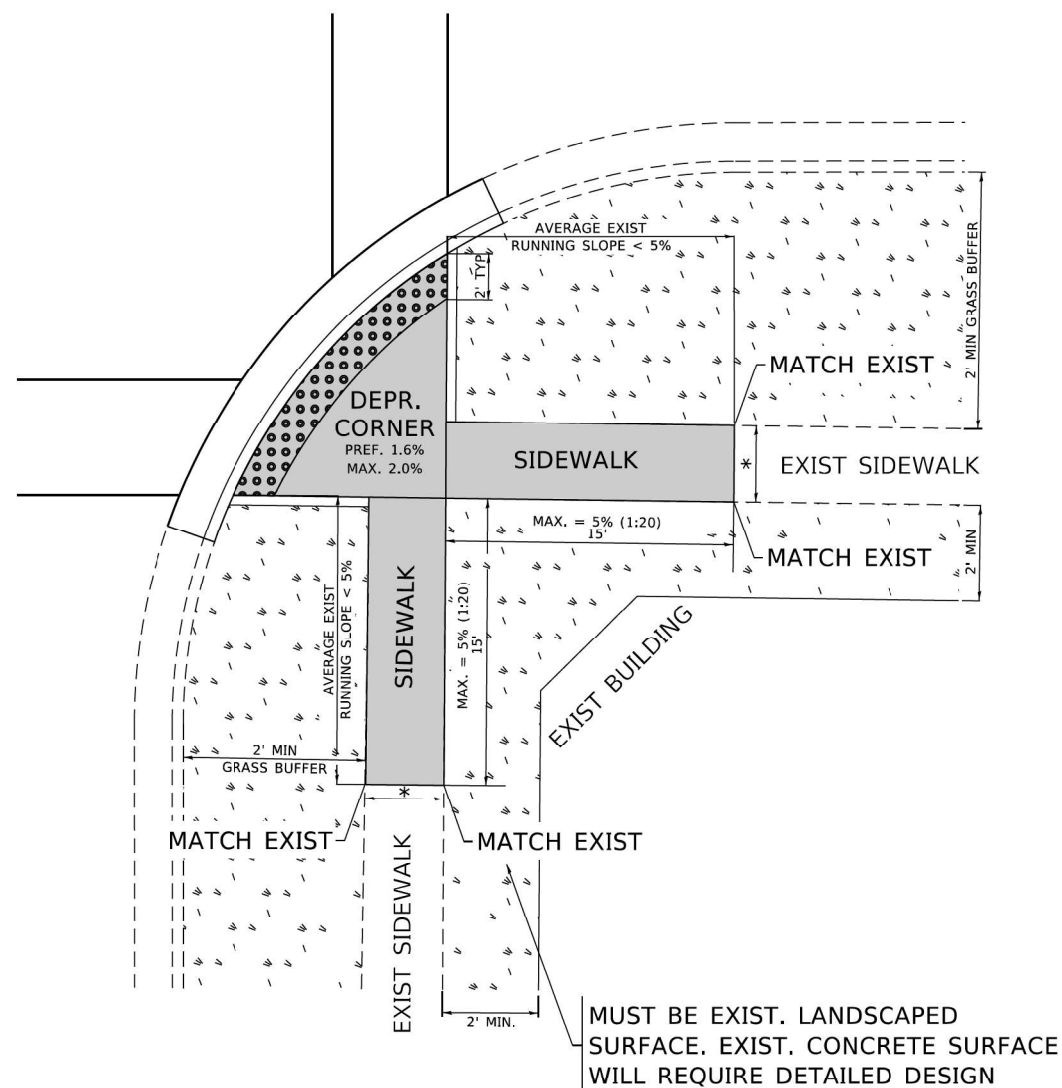 AVERAGE EXIST
RUNNING SLOPE < 5%
2' TYP
2' MIN GRASS BUFFER
MATCH EXIST
DEPR.
CORNER
PREF. 1.6%
MAX. 2.0%
SIDEWALK
*
EXIST SIDEWALK
MAX. = 5% (1:20)
15'
MATCH EXIST
2' MIN
AVERAGE EXIST
RUNNING SLOPE < 5%
SIDEWALK
MAX. = 5% (1:20)
15'
EXIST BUILDING
2' MIN
GRASS BUFFER
*
MATCH EXIST
MATCH EXIST
EXIST SIDEWALK
2' MIN.
MUST BE EXIST. LANDSCAPED
SURFACE. EXIST. CONCRETE SURFACE
WILL REQUIRE DETAILED DESIGN